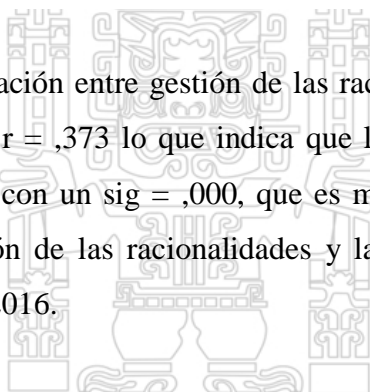 ación entre gestión de las rac
r = ,373 lo que indica que l
con un sig = ,000, que es m
ón de las racionalidades y la
016.